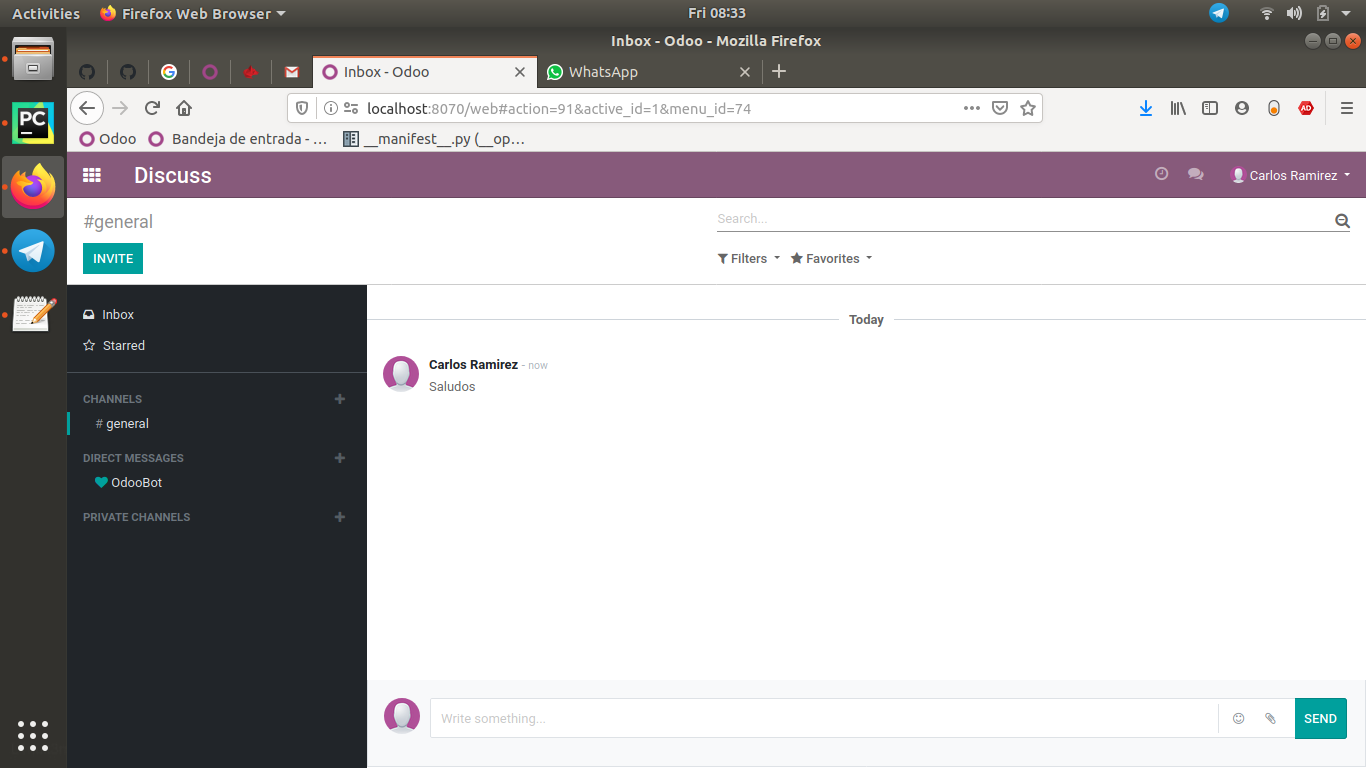 Activities Firefox Web Browser Fri 08:33
Inbox - Odoo - Mozilla Firefox
Inbox - Odoo WhatsApp
localhost:8070/web#action=91&active_id=1&menu_id=74
Odoo Bandeja de entrada - … __manifest__.py (__op…
PC
AD
Discuss Carlos Ramirez
#general Search...
INVITE Filters Favorites
Inbox
Starred
CHANNELS
# general
DIRECT MESSAGES
OdooBot
PRIVATE CHANNELS
Today
Carlos Ramirez - now
Saludos
Write something... SEND